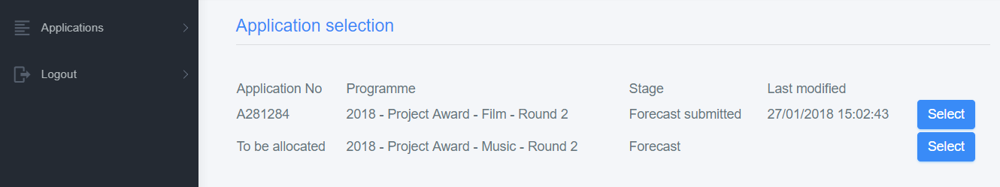 Applications
Logout
Application selection
Application No Programme Stage Last modified
A281284 2018 - Project Award - Film - Round 2 Forecast submitted 27/01/2018 15:02:43 Select
To be allocated 2018 - Project Award - Music - Round 2 Forecast Select